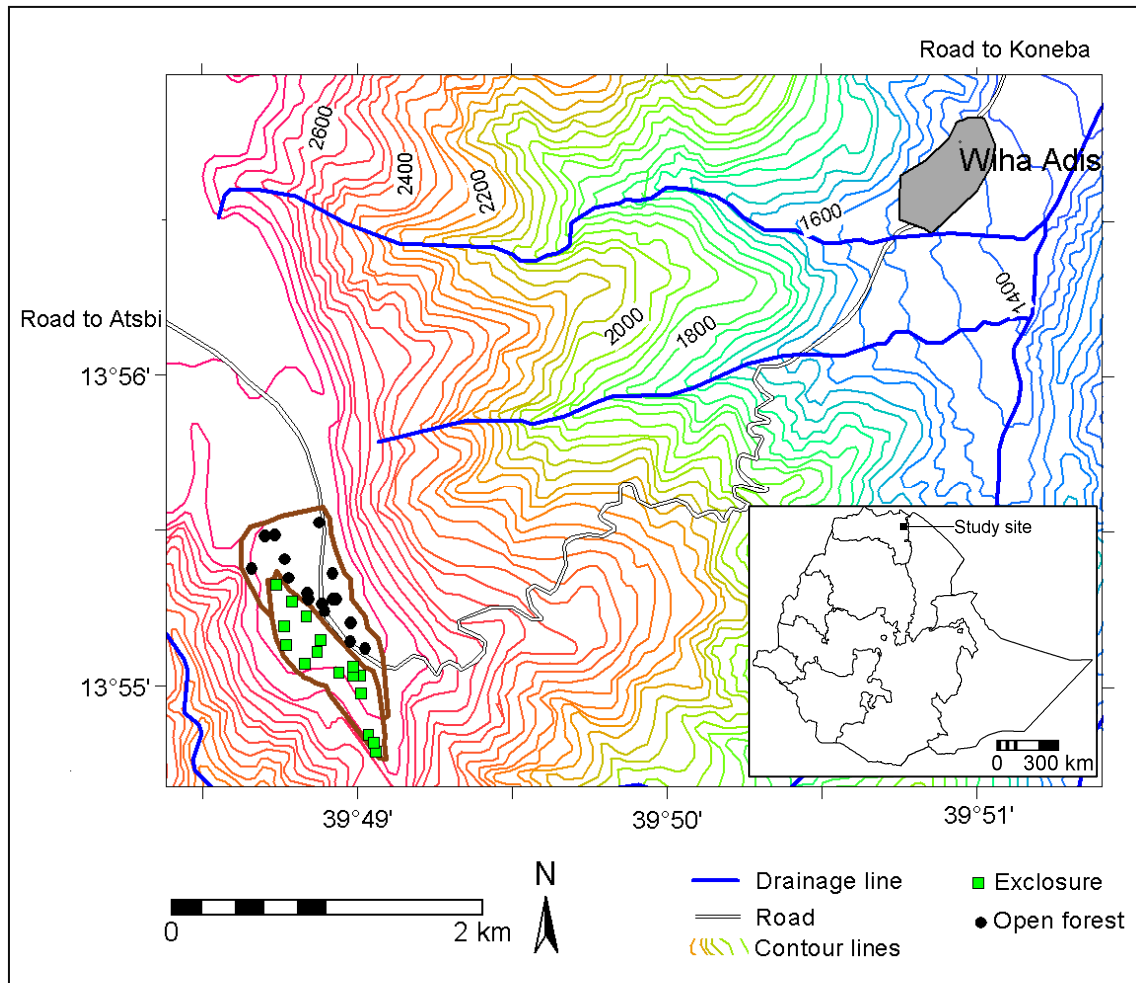 Road to Koneba
Wiha Adis
2600
2400
2200
1600
1400
2000
1800
Road to Atsbi
13°56'
13°55'
Study site
0 300 km
39°49'
39°50'
39°51'
N
0 2 km
Drainage line
Road
Contour lines
Exclosure
Open forest